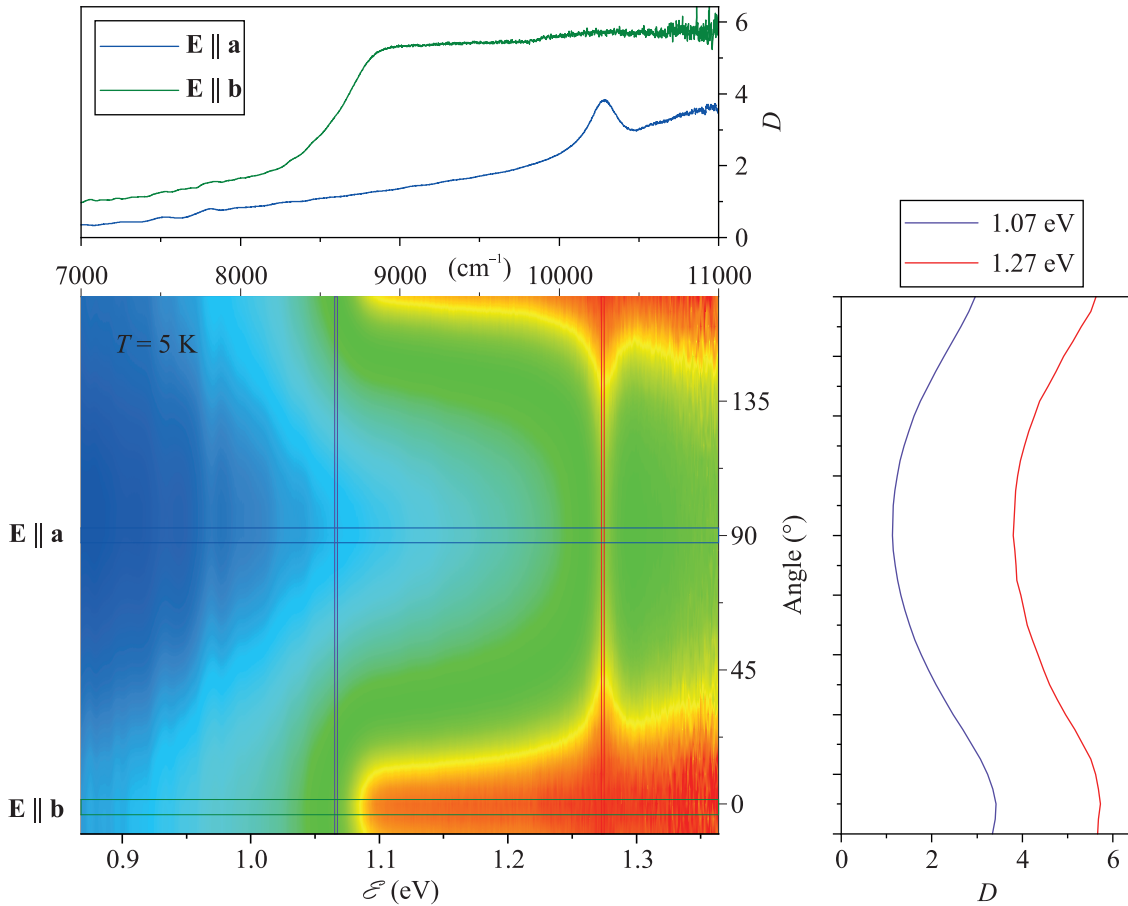 E || a
E || b
6
4
2
0
D
7000
8000
9000
(cm⁻¹)
10000
11000
1.07 eV
1.27 eV
T = 5 K
135
90
45
0
Angle (°)
E || a
E || b
0.9
1.0
1.1
1.2
1.3
ℰ (eV)
0
2
4
6
D